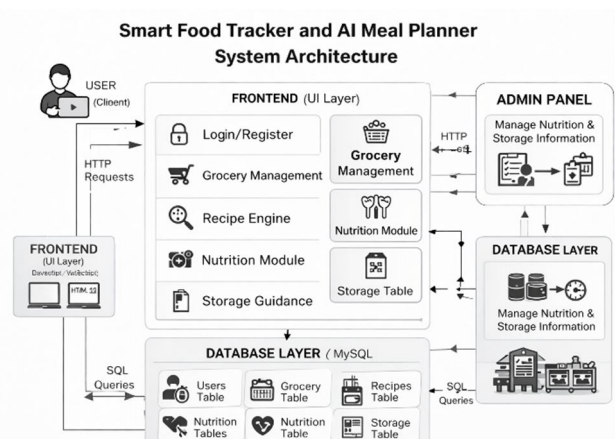 Smart Food Tracker and AI Meal Planner
System Architecture
USER
FRONTEND (UI Layer)
Login/Register
Grocery Management
Recipe Engine
Nutrition Module
Storage Guidance
Grocery
Management
Nutrition Module
Storage Table
HTTP
ADMIN PANEL
Manage Nutrition &
Storage Information
HTTP
Requests
FRONTEND
(UI Layer)
DATABASE LAYER
Manage Nutrition &
Storage Information
SQL
Queries
DATABASE LAYER / MySQL
Users
Table
Grocery
Table
Recipes
Table
Nutrition
Tables
Nutrition
Table
Storage
Table
SQL
Queries